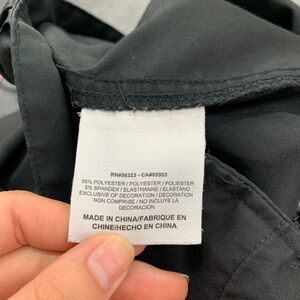 RN#56323 - CA#05553
95% POLYESTER / POLYESTER / POLIESTER
5% SPANDEX / ELASTHANNE / ELASTANO
EXCLUSIVE OF DECORATION / DECORATION
NON COMPRISE / NO INCLUYE LA
DECORACIÓN
MADE IN CHINA/FABRIQUE EN
CHINE/HECHO EN CHINA